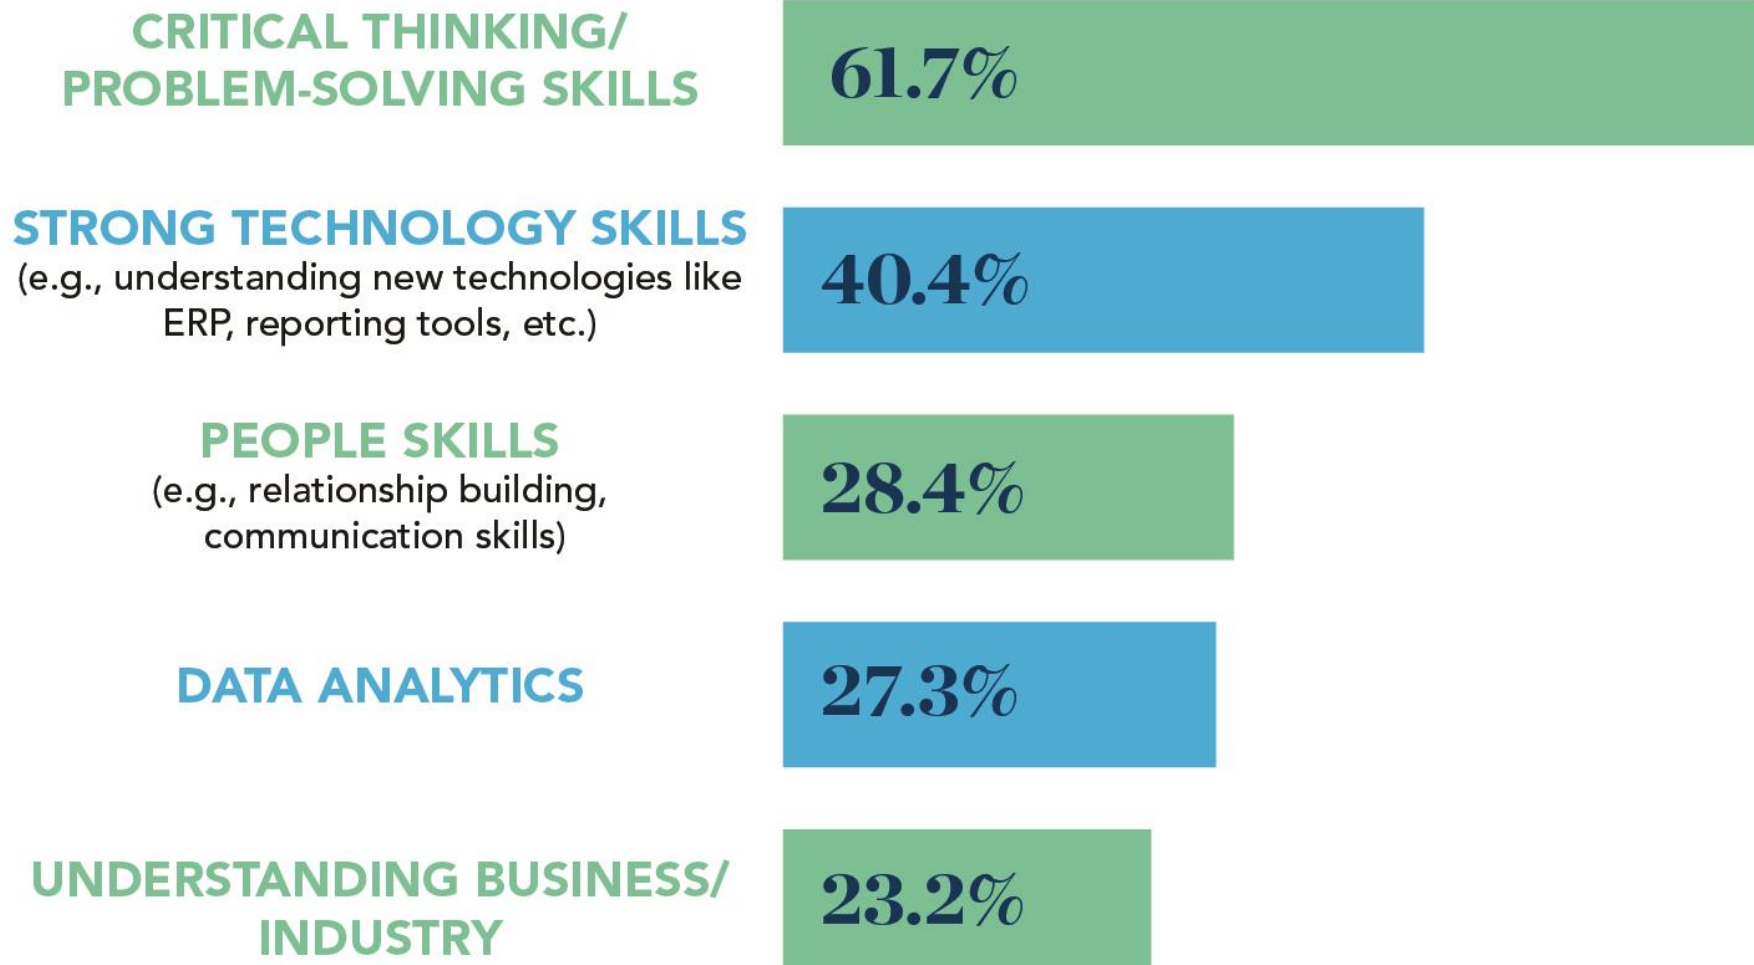 CRITICAL THINKING/
PROBLEM-SOLVING SKILLS
61.7%
STRONG TECHNOLOGY SKILLS
(e.g., understanding new technologies like
ERP, reporting tools, etc.)
40.4%
PEOPLE SKILLS
(e.g., relationship building,
communication skills)
28.4%
DATA ANALYTICS
27.3%
UNDERSTANDING BUSINESS/
INDUSTRY
23.2%